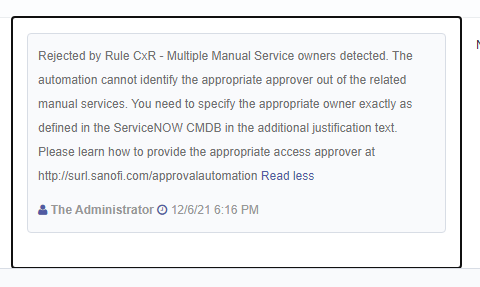 Rejected by Rule CxR - Multiple Manual Service owners detected. The
automation cannot identify the appropriate approver out of the related
manual services. You need to specify the appropriate owner exactly as
defined in the ServiceNOW CMDB in the additional justification text.
Please learn how to provide the appropriate access approver at
http://surl.sanofi.com/approvalautomation Read less
The Administrator 12/6/21 6:16 PM